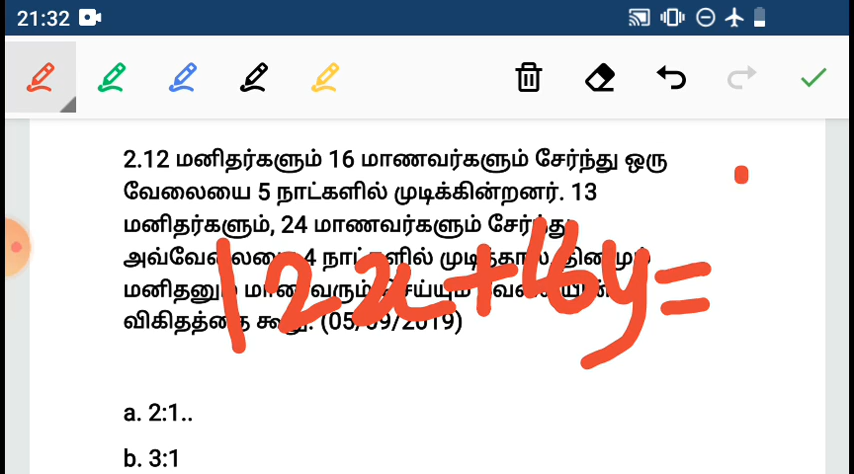 21:32
2.12 மனிதர்களும் 16 மாணவர்களும் சேர்ந்து ஒரு
வேலையை 5 நாட்களில் முடிக்கின்றனர். 13
மனிதர்களும், 24 மாணவர்களும் சேர்ந்து
அவ்வேலையை 4 நாட்களில் முடித்தால் தினமும்
மனிதனும் மாணவரும் செய்யும் வேலையின்
விகிதத்தை கூறு. (05/09/2019)
12x+16y=
a. 2:1..
b. 3:1